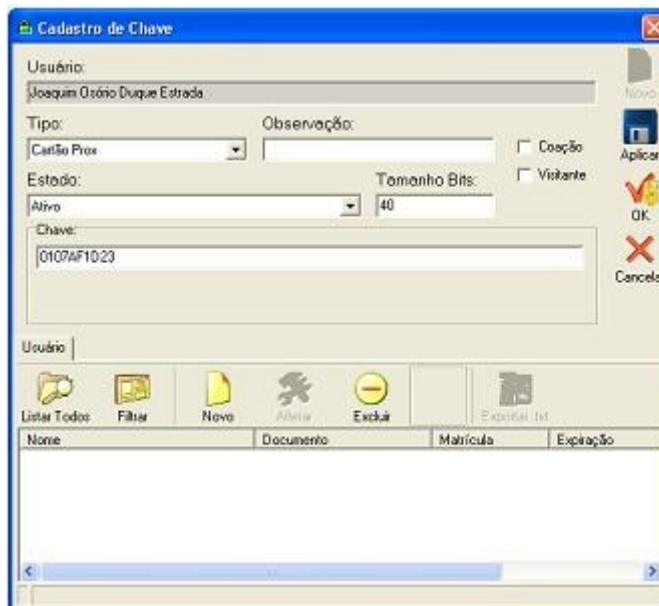 Cadastro de Chave
Usuário:
Joaquim Osório Duque Estrada
Novo
Tipo:
Observação:
Cartão Prox
Coação
Aplicar
Estado:
Tamanho Bits:
Visitante
Ativo
40
OK
Chave:
0107AF1023
Cancela
Usuário
Listar Todos
Filtrar
Novo
Alterar
Excluir
Exportar .txt
Nome
Documento
Matrícula
Expiração